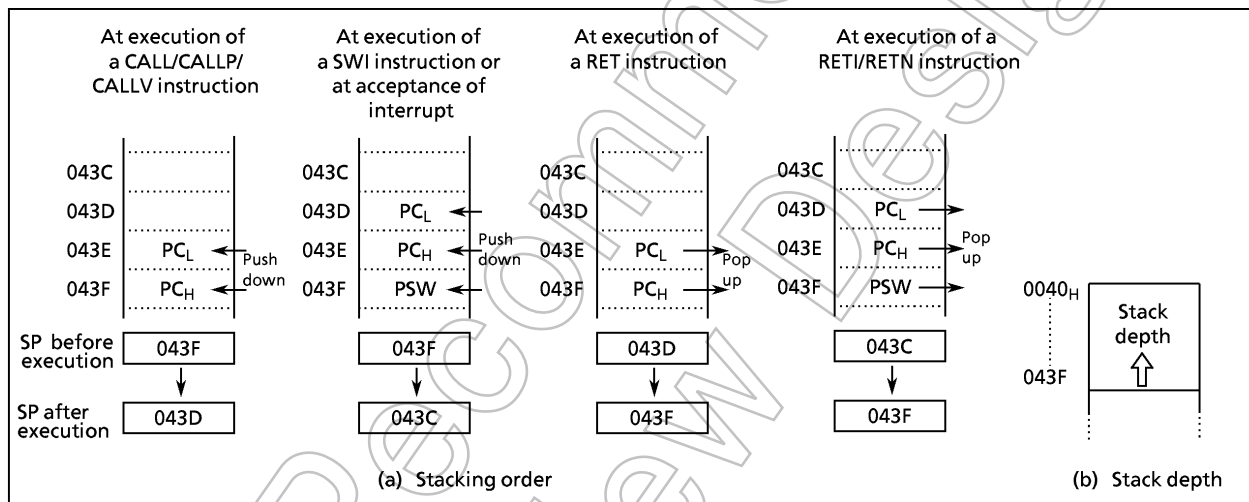 At execution of
a CALL/CALLP/
CALLV instruction
043C
043D
043E PCL
043F PCH
Push
down
SP before
execution
043F
SP after
execution
043D
At execution of
a SWI instruction or
at acceptance of
interrupt
043C
043D PCL
043E PCH
043F PSW
Push
down
043F
043C
At execution of
a RET instruction
043C
043D
043E PCL
043F PCH
Pop
up
043D
043F
At execution of a
RETI/RETN instruction
043C
043D PCL
043E PCH
043F PSW
Pop
up
043C
043F
(a) Stacking order
0040H
Stack
depth
043F
(b) Stack depth